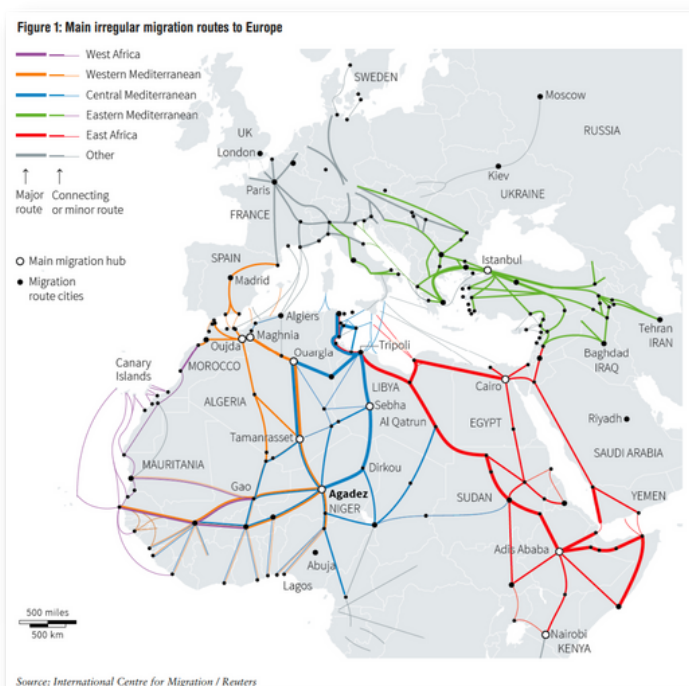 Figure 1: Main irregular migration routes to Europe
West Africa
Western Mediterranean
Central Mediterranean
Eastern Mediterranean
East Africa
Other
Major
route
Connecting
or minor route
Main migration hub
Migration
route cities
SWEDEN
Moscow
RUSSIA
UK
London
Kiev
UKRAINE
Paris
FRANCE
SPAIN
Madrid
Istanbul
Algiers
Tehran
IRAN
Oujda
Maghnia
Ouargla
Tripoli
Baghdad
IRAQ
Canary
Islands
MOROCCO
LIBYA
Cairo
ALGERIA
Sebha
Al Qatrun
EGYPT
Riyadh
Tamanrasset
SAUDI ARABIA
MAURITANIA
Dirkou
Gao
Agadez
NIGER
SUDAN
YEMEN
Abuja
Adis Ababa
Lagos
500 miles
500 km
Nairobi
KENYA
Source: International Centre for Migration / Reuters